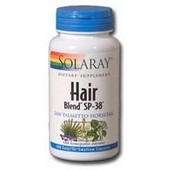 SOLARAY
DIETARY SUPPLEMENT
Hair
Blend SP-38
SAW PALMETTO HORSETAIL